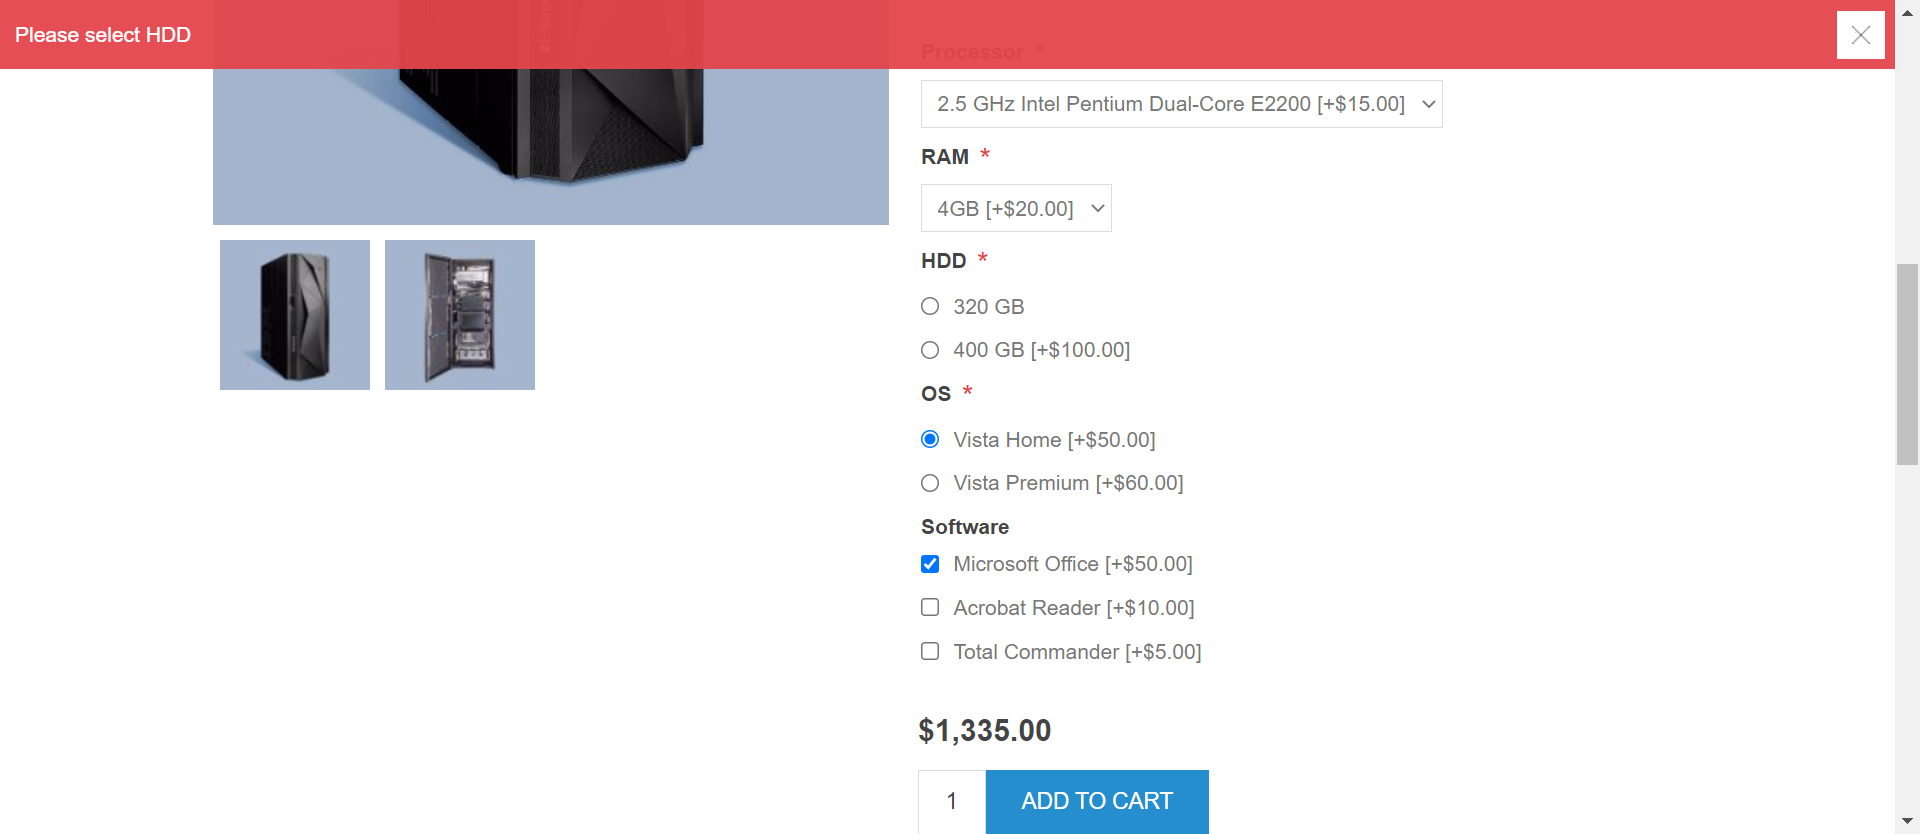 Please select HDD
Processor *
2.5 GHz Intel Pentium Dual-Core E2200 [+$15.00]
RAM *
4GB [+$20.00]
HDD *
320 GB
400 GB [+$100.00]
OS *
Vista Home [+$50.00]
Vista Premium [+$60.00]
Software
Microsoft Office [+$50.00]
Acrobat Reader [+$10.00]
Total Commander [+$5.00]
$1,335.00
1
ADD TO CART